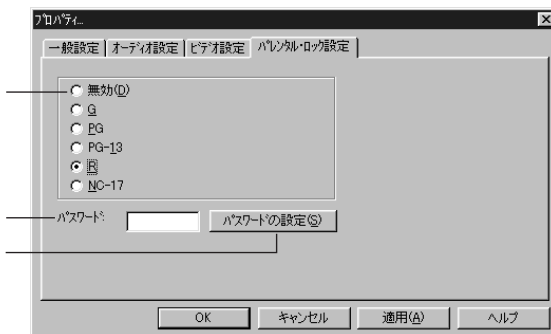 プロパティ...
一般設定 オーディオ設定 ビデオ設定 パレンタル・ロック設定
無効(D)
G
PG
PG-13
R
NC-17
パスワード: パスワードの設定(S)
OK キャンセル 適用(A) ヘルプ